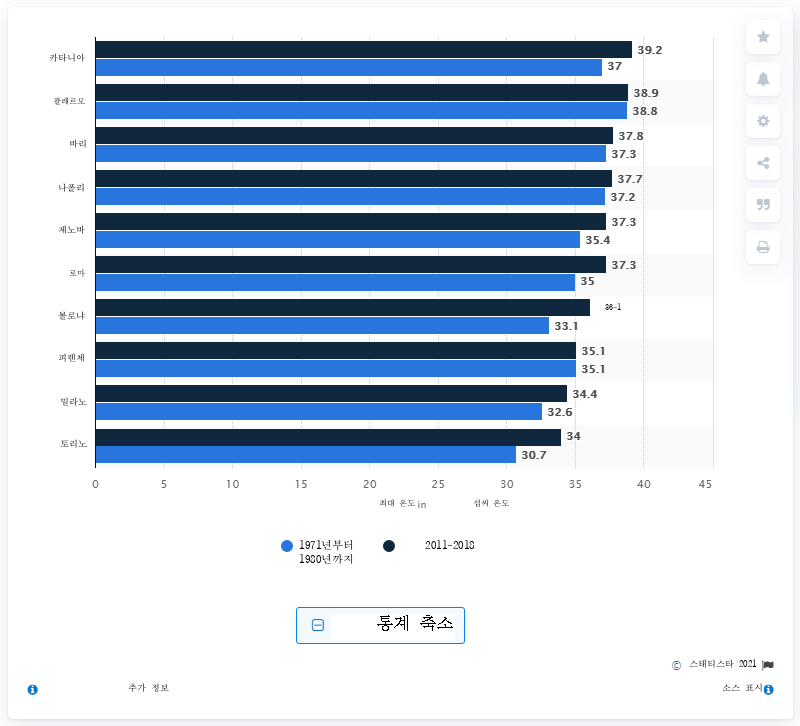 카타니아
39.2
37
팔레르모
38.9
38.8
바리
37.8
37.3
나폴리
37.7
37.2
제노바
37.3
35.4
로마
37.3
35
볼로냐
36-1
33.1
피렌체
35.1
35.1
밀라노
34.4
32.6
토리노
34
30.7
0 5 10 15 20 25 30 35 40 45
최대 온도 in 섭씨 온도
1971년부터
1980년까지
2011-2018
통계 축소
© 스태티스타 2021
추가 정보
소스 표시